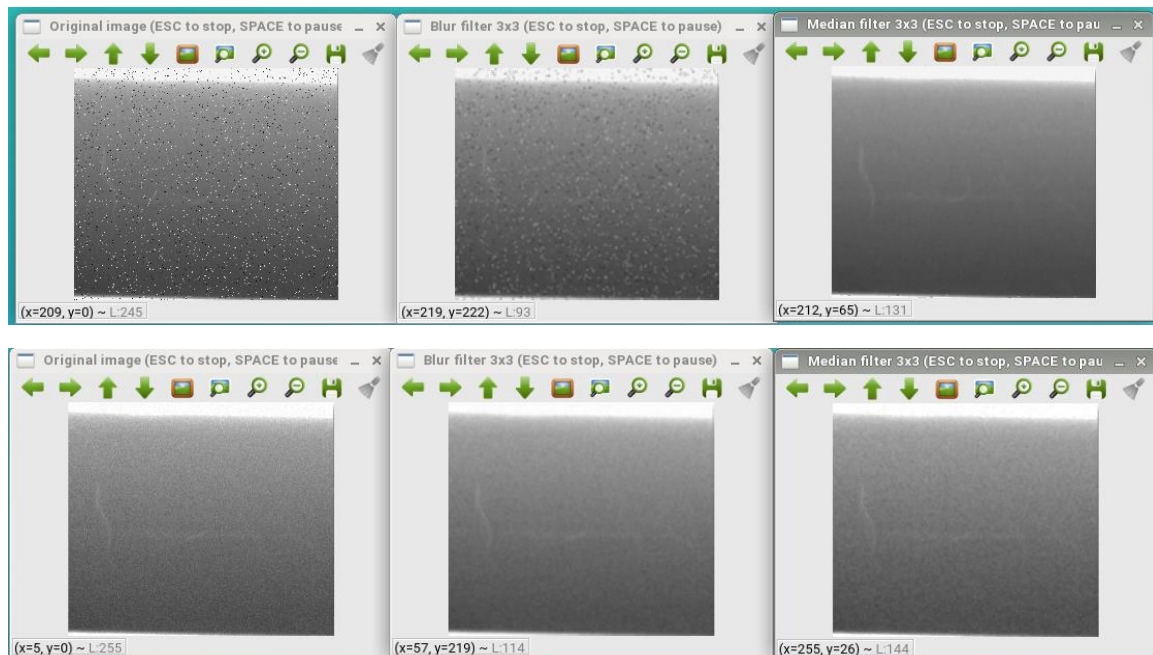 Original image (ESC to stop, SPACE to pause
Blur filter 3x3 (ESC to stop, SPACE to pause)
Median filter 3x3 (ESC to stop, SPACE to pau
(x=209, y=0) ~ L:245
(x=219, y=222) ~ L:93
(x=212, y=65) ~ L:131
Original image (ESC to stop, SPACE to pause
Blur filter 3x3 (ESC to stop, SPACE to pause)
Median filter 3x3 (ESC to stop, SPACE to pau
(x=5, y=0) ~ L:255
(x=57, y=219) ~ L:114
(x=255, y=26) ~ L:144